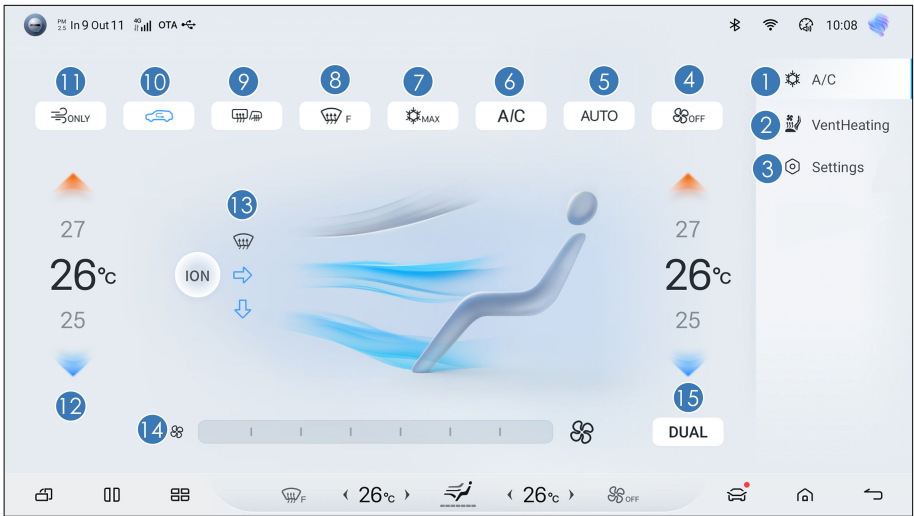 PM 2.5 In 9 Out 11 4G OTA 10:08
11 10 9 8 7 6 5 4
ONLY F MAX A/C AUTO OFF
1 A/C
2 VentHeating
3 Settings
27 13 27
26°C ION 26°C
25 25
12 15
14 DUAL
F 26°C 26°C OFF